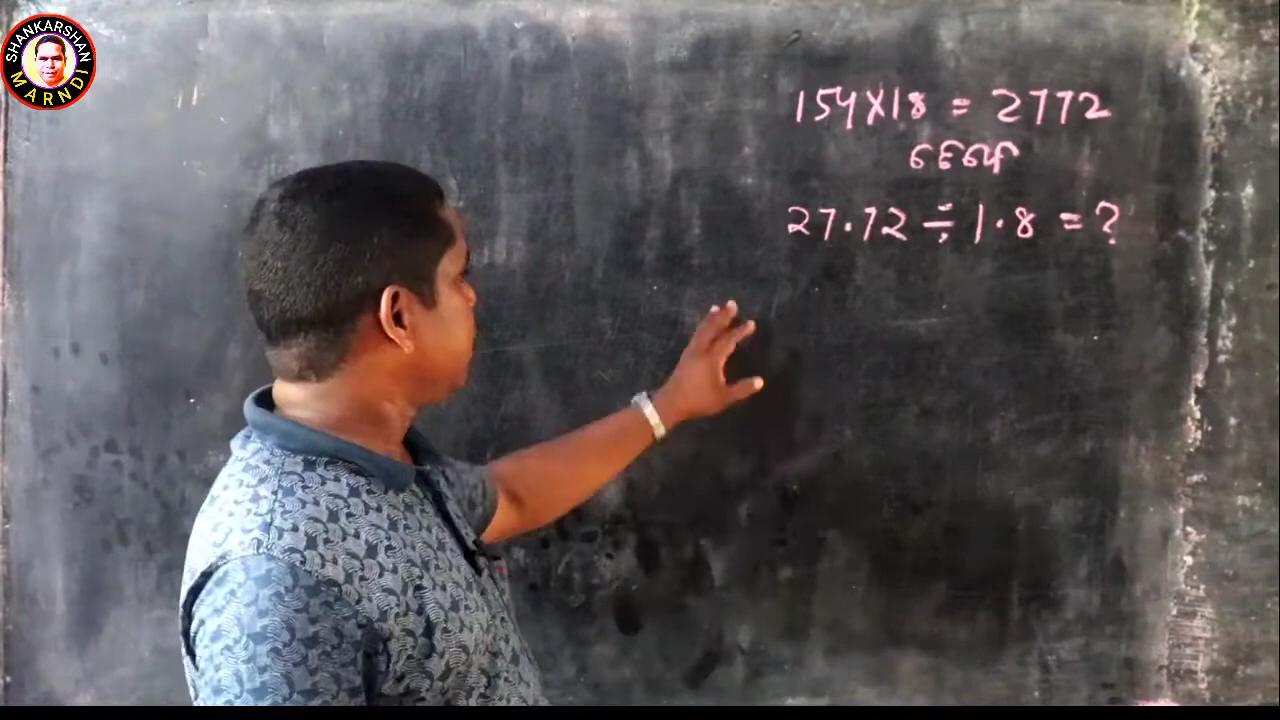 SHANKARSHAN
MARNDI
154×18 = 2772
ହେଲେ
27.72 ÷ 1.8 = ?